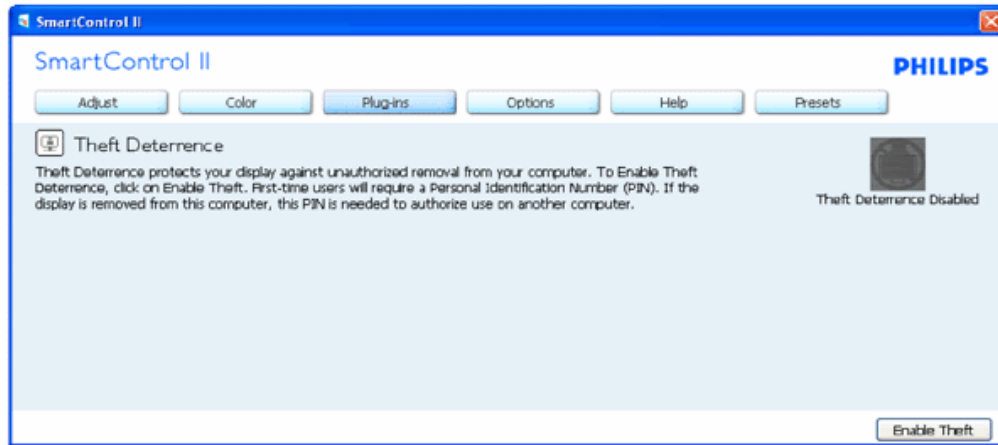 SmartControl II
SmartControl II
PHILIPS
Adjust Color Plug-ins Options Help Presets
Theft Deterrence
Theft Deterrence protects your display against unauthorized removal from your computer. To Enable Theft
Deterrence, click on Enable Theft. First-time users will require a Personal Identification Number (PIN). If the
display is removed from this computer, this PIN is needed to authorize use on another computer.
Theft Deterrence Disabled
Enable Theft